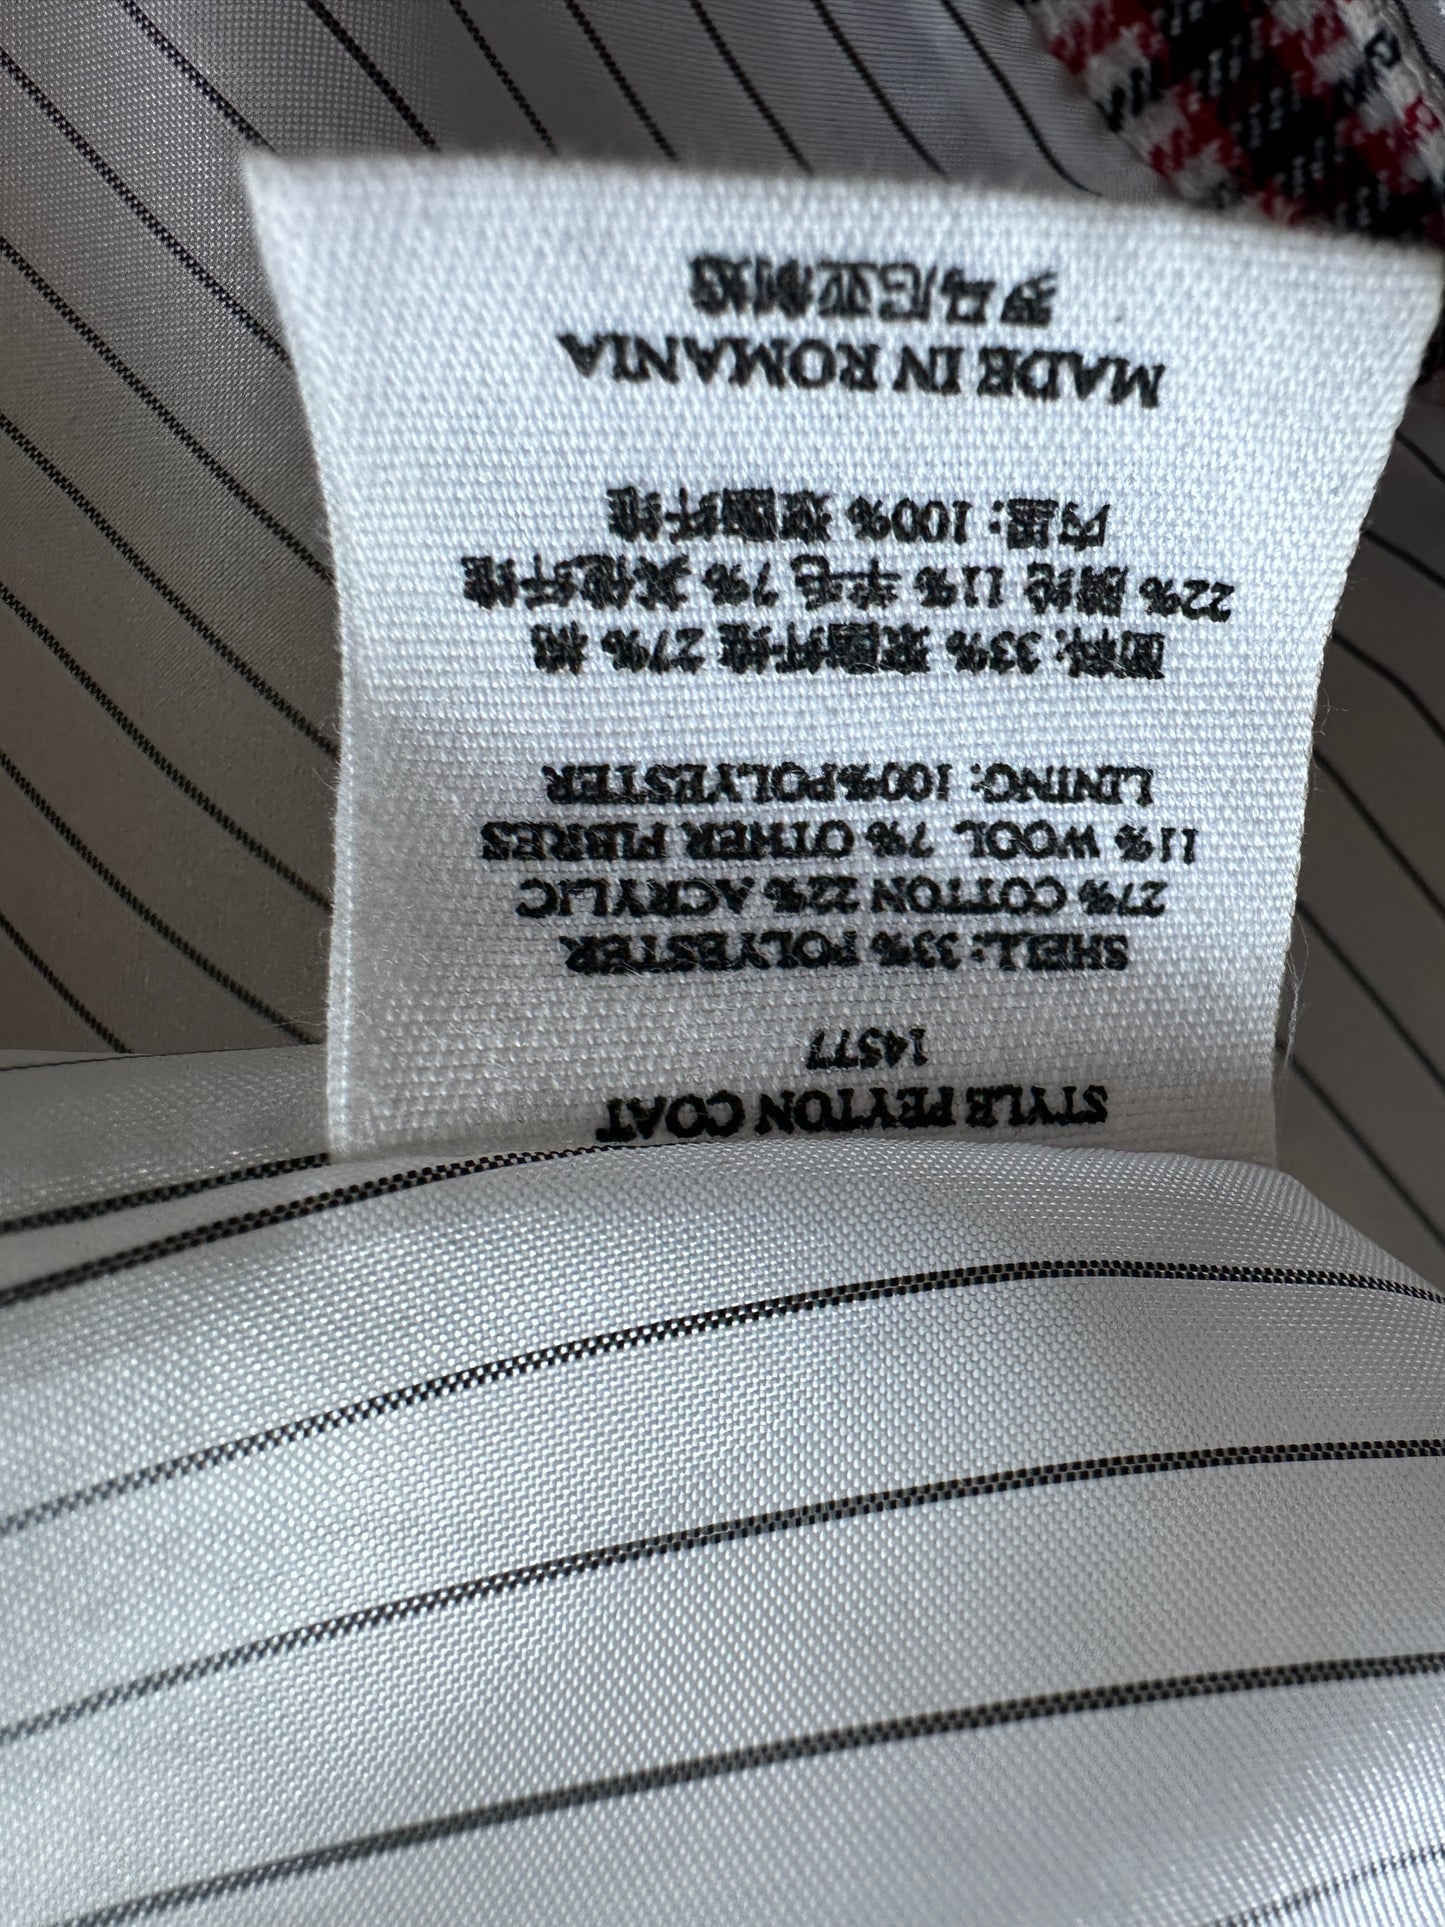 STYLE PEYTON COAT
14577
SHELL: 33% POLYESTER
27% COTTON 22% ACRYLIC
11% WOOL 7% OTHER FIBRES
LINING: 100%POLYESTER
面料: 33% 聚酯纤维 27% 棉
22% 腈纶 11% 羊毛 7% 其他纤维
内层: 100% 聚酯纤维
MADE IN ROMANIA
罗马尼亚制造